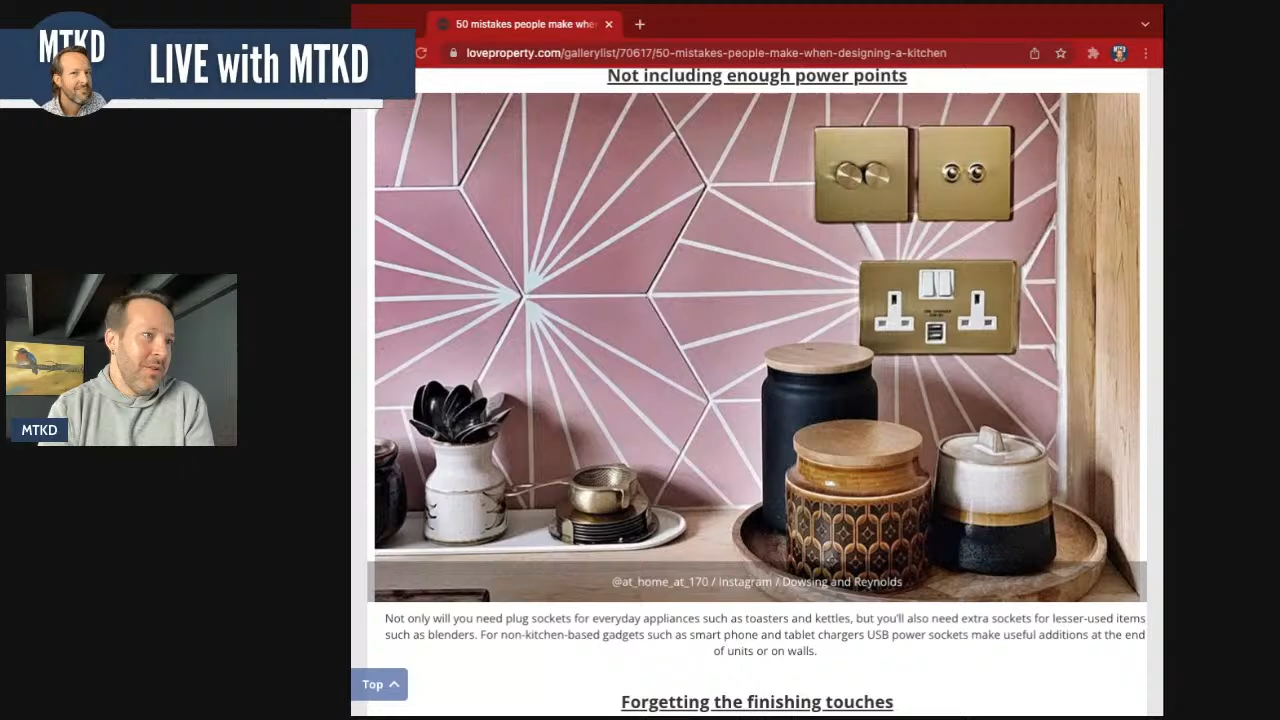 MTKD
LIVE with MTKD
50 mistakes people make whe
loveproperty.com/gallerylist/70617/50-mistakes-people-make-when-designing-a-kitchen
Not including enough power points
MTKD
@at_home_at_170 / Instagram / Dowsing and Reynolds
Not only will you need plug sockets for everyday appliances such as toasters and kettles, but you'll also need extra sockets for lesser-used items
such as blenders. For non-kitchen-based gadgets such as smart phone and tablet chargers USB power sockets make useful additions at the end
of units or on walls.
Top
Forgetting the finishing touches